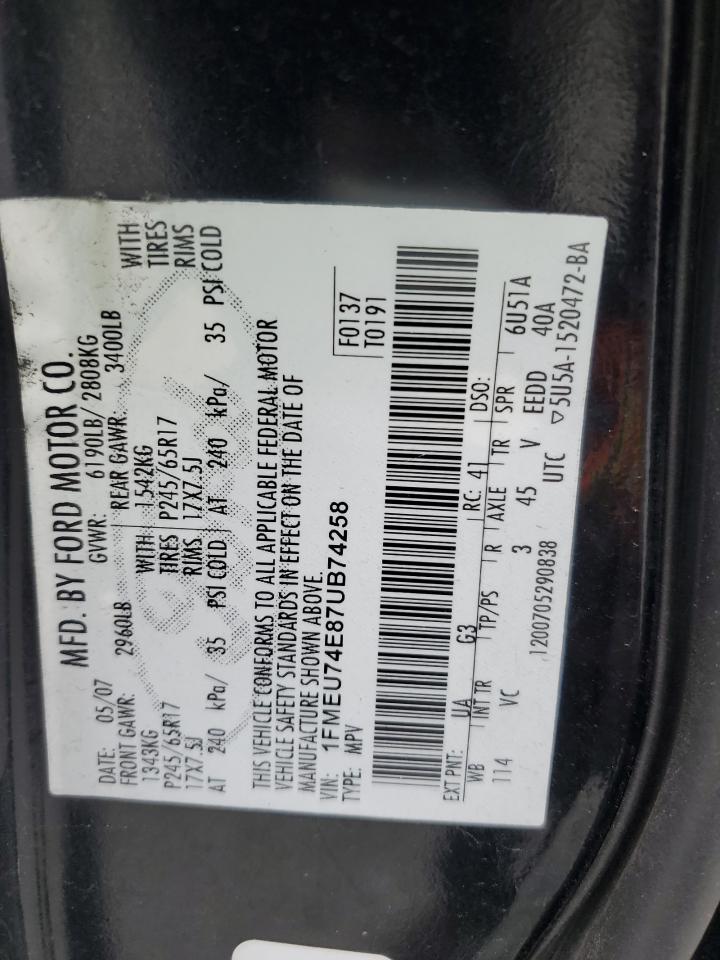 MFD. BY FORD MOTOR CO.
DATE: 05/07 GVWR: 6190LB/ 2808KG
FRONT GAWR: 2960LB REAR GAWR: 3400LB
1343KG WITH 1542KG WITH
P245/65R17 TIRES P245/65R17 TIRES
17X7.5J RIMS 17X7.5J RIMS
AT 240 kPa/ 35 PSI COLD AT 240 kPa/ 35 PSI COLD
THIS VEHICLE CONFORMS TO ALL APPLICABLE FEDERAL MOTOR
VEHICLE SAFETY STANDARDS IN EFFECT ON THE DATE OF
MANUFACTURE SHOWN ABOVE.
VIN: 1FMEU74E87UB74258 F0137
TYPE: MPV T0191
EXT PNT: UA G3 RC: 41 DSO:
WB INT TR TP/PS R AXLE TR SPR 6U51A
114 VC 3 45 V EEDD 40A
1200705290838 UTC ▽5U5A-1520472-BA